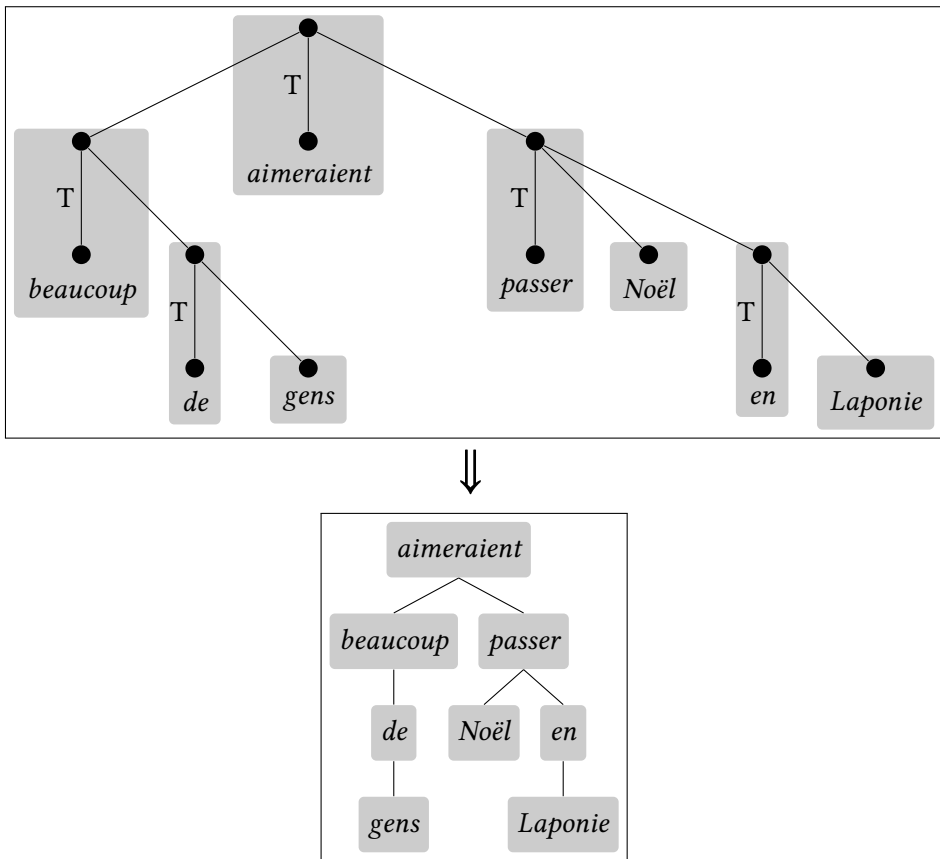 T
aimeraient
T
T
beaucoup
passer
Noël
T
T
de
gens
en
Laponie
⇓
aimeraient
beaucoup passer
de Noël en
gens Laponie